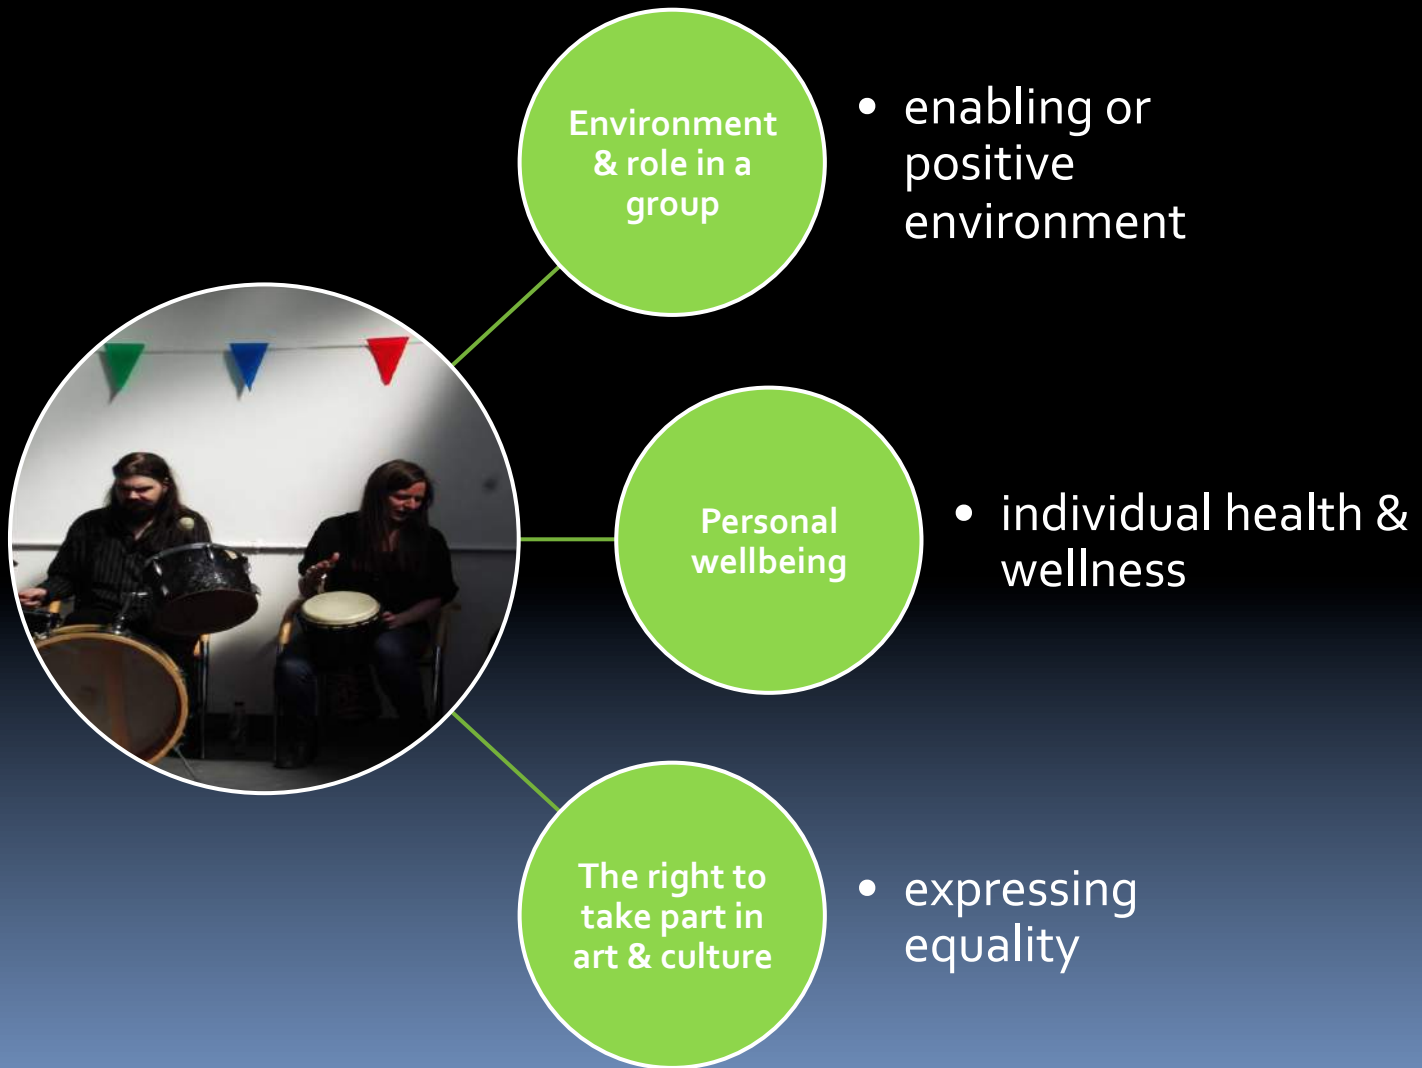 Environment
& role in a
group
• enabling or
positive
environment
Personal
wellbeing
• individual health &
wellness
The right to
take part in
art & culture
• expressing
equality